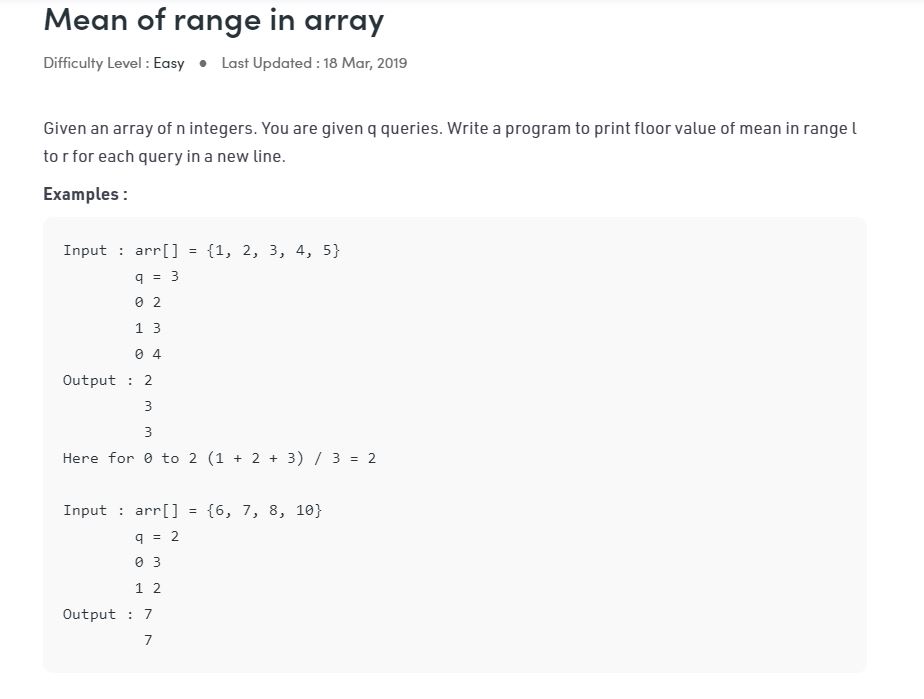 Mean of range in array
Difficulty Level : Easy ● Last Updated : 18 Mar, 2019
Given an array of n integers. You are given q queries. Write a program to print floor value of mean in range l
to r for each query in a new line.
Examples :
Input : arr[] = {1, 2, 3, 4, 5}
q = 3
0 2
1 3
0 4
Output : 2
3
3
Here for 0 to 2 (1 + 2 + 3) / 3 = 2
Input : arr[] = {6, 7, 8, 10}
q = 2
0 3
1 2
Output : 7
7